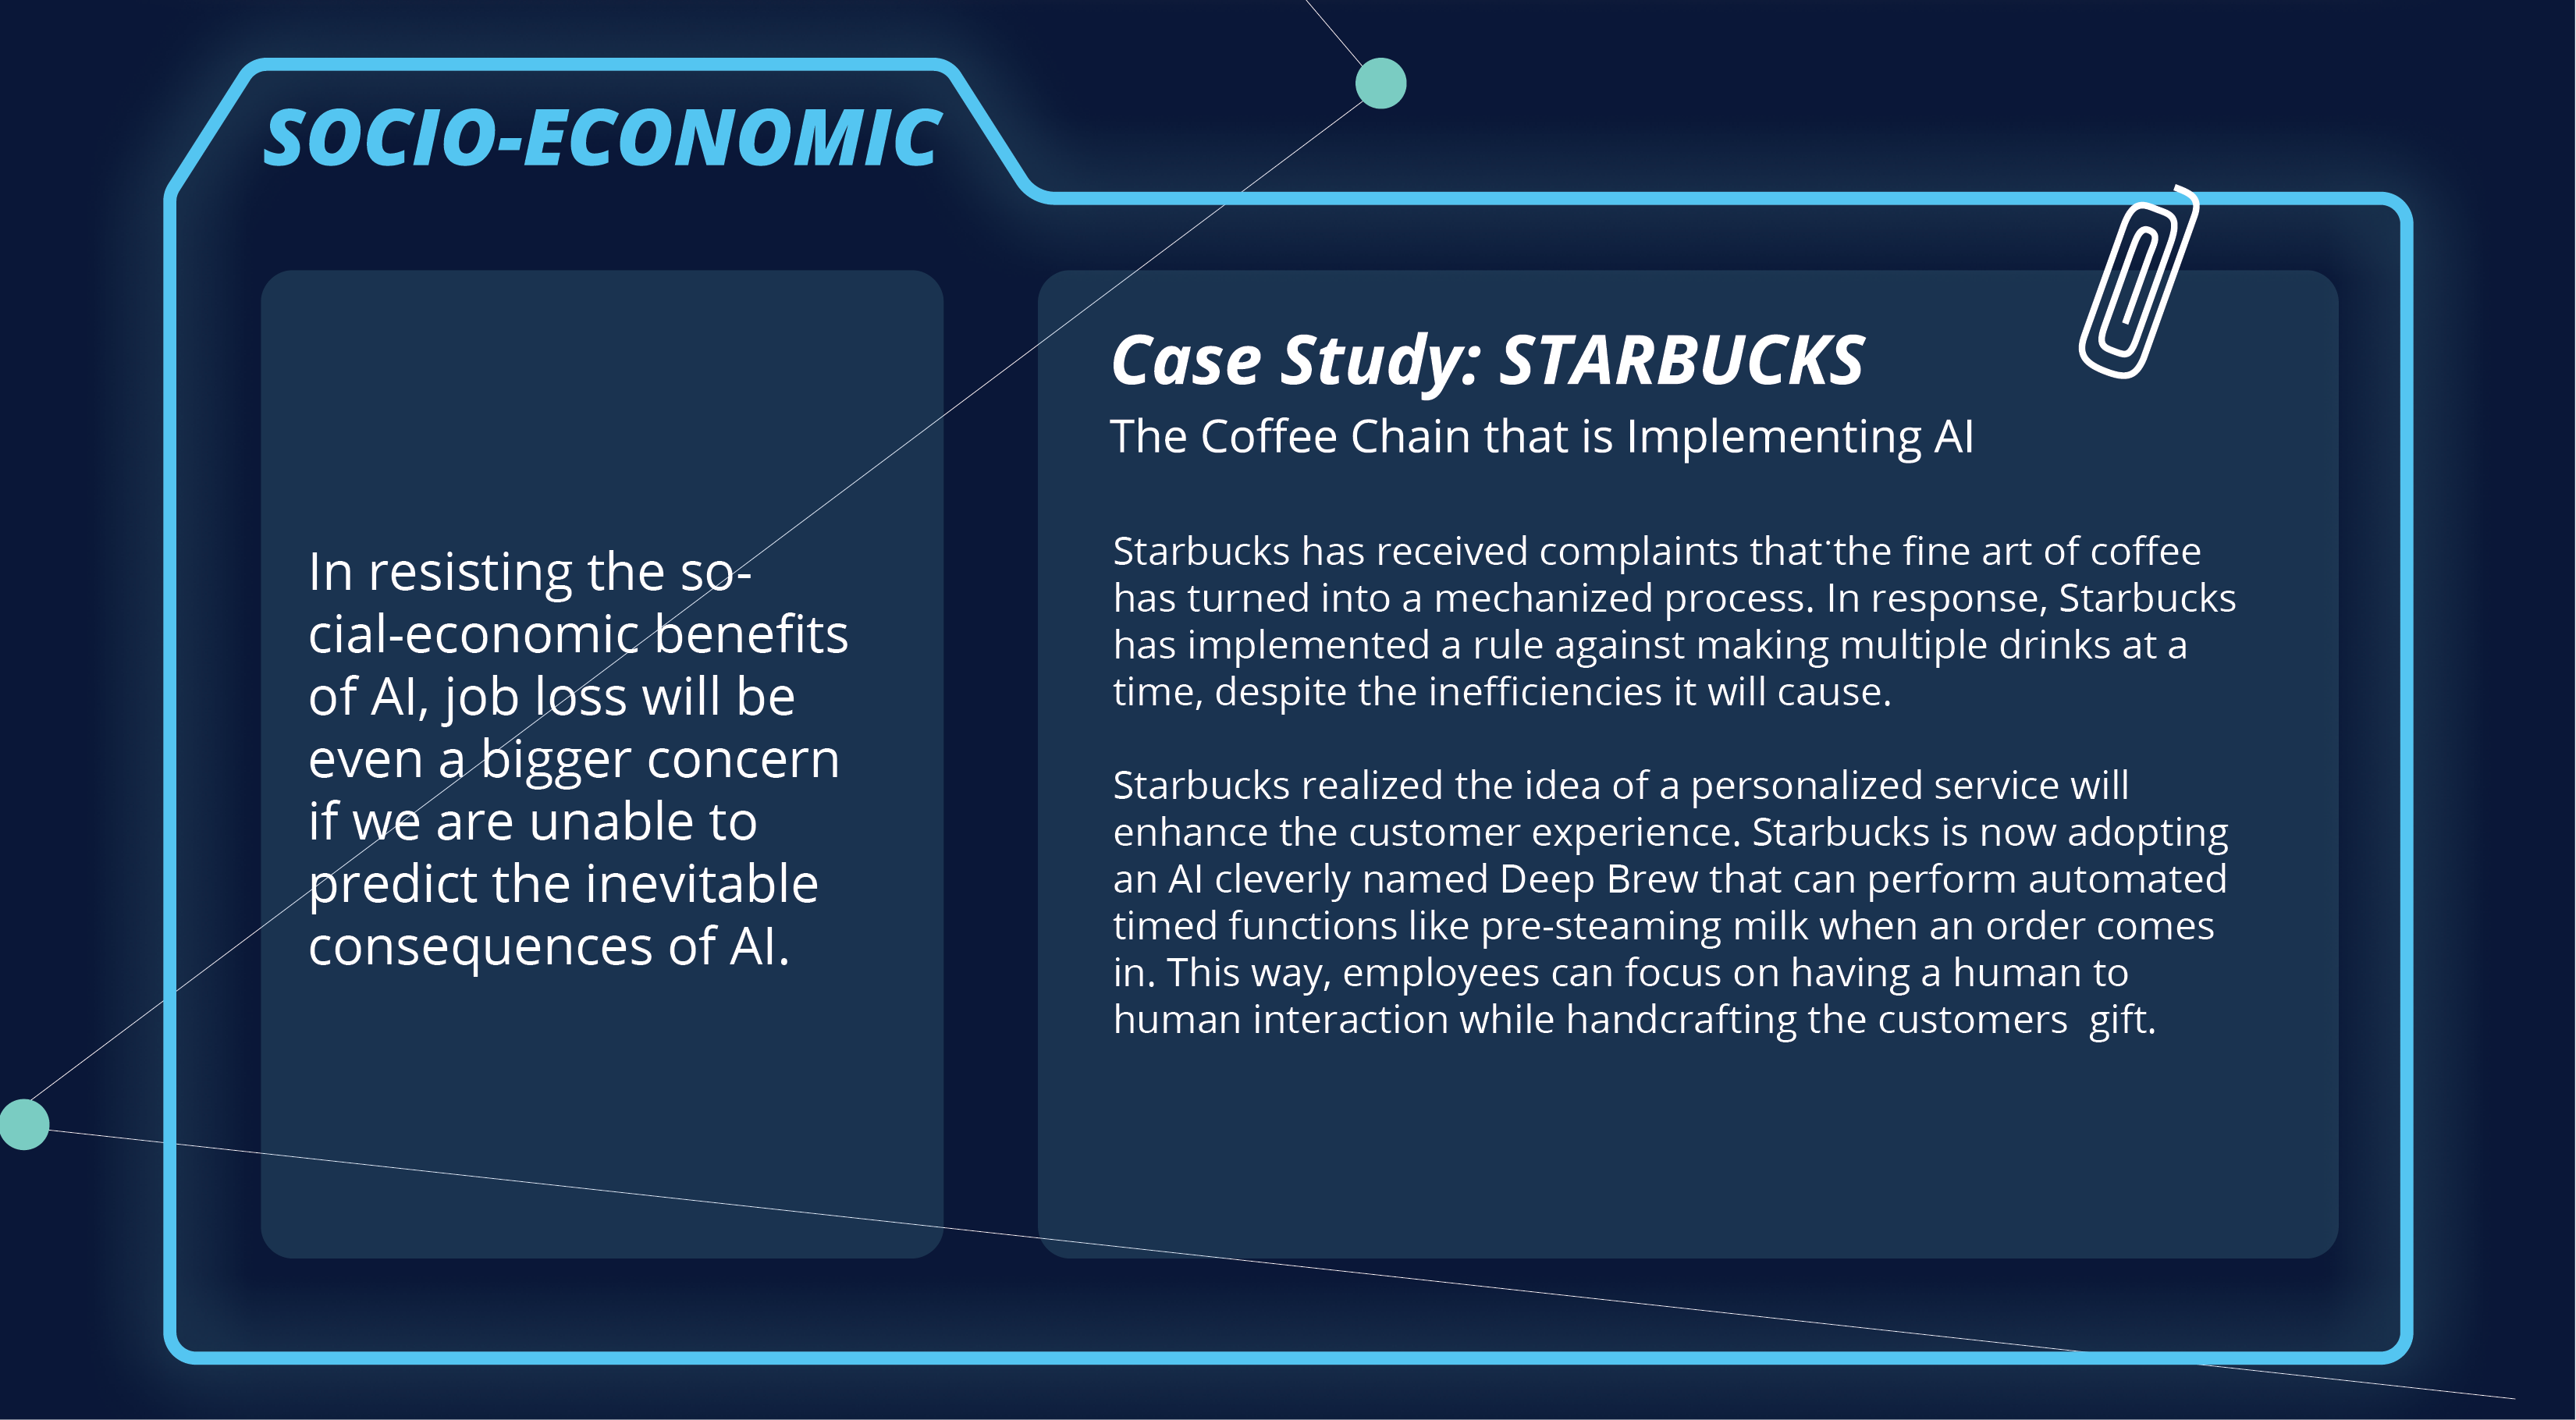 SOCIO-ECONOMIC
In resisting the so-
cial-economic benefits
of AI, job loss will be
even a bigger concern
if we are unable to
predict the inevitable
consequences of AI.
Case Study: STARBUCKS
The Coffee Chain that is Implementing AI
Starbucks has received complaints that˙the fine art of coffee
has turned into a mechanized process. In response, Starbucks
has implemented a rule against making multiple drinks at a
time, despite the inefficiencies it will cause.
Starbucks realized the idea of a personalized service will
enhance the customer experience. Starbucks is now adopting
an AI cleverly named Deep Brew that can perform automated
timed functions like pre-steaming milk when an order comes
in. This way, employees can focus on having a human to
human interaction while handcrafting the customers  gift.